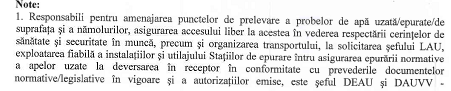 Note:
1. Responsabili pentru amenajarea punctelor de prelevare a probelor de apă uzată/epurate/de
suprafața și a nămolurilor, asigurarea accesului liber la acestea în vederea respectării cerințelor de
sănătate și securitate în muncă, precum și organizarea transportului, la solicitarea șefului LAU,
exploatarea fiabilă a instalațiilor și utilajului Stațiilor de epurare întru asigurarea epurării normative
a apelor uzate la deversarea în receptor în conformitate cu prevederile documentelor
normative/legislative în vigoare și a autorizațiilor emise, este șeful DEAU și DAUVV -